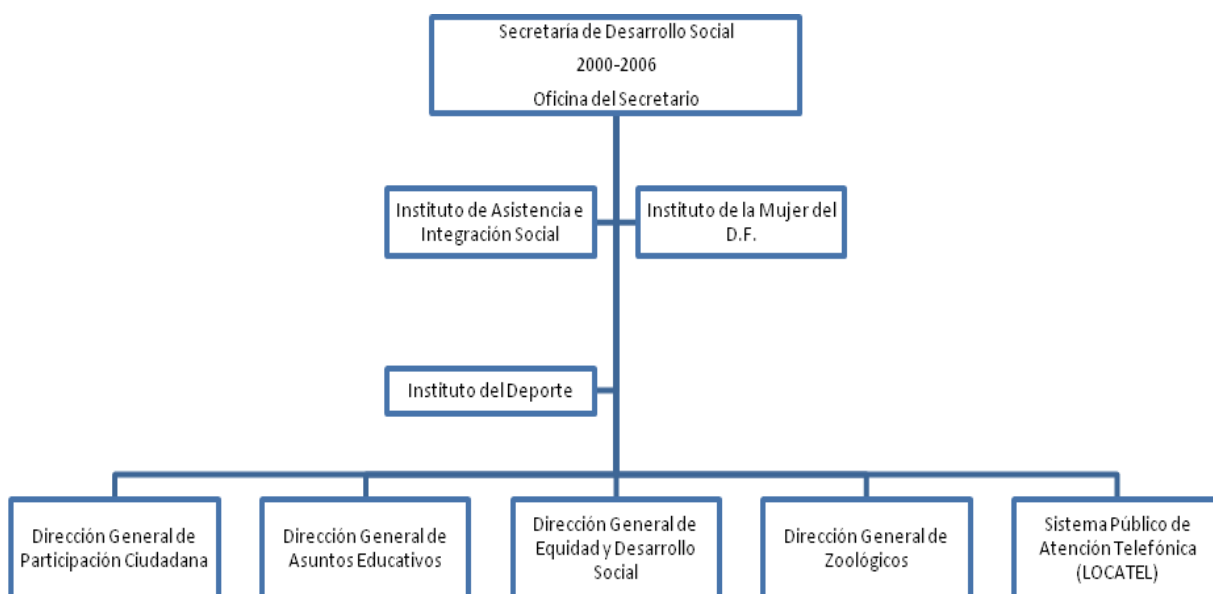 Secretaría de Desarrollo Social
2000-2006
Oficina del Secretario
Instituto de Asistencia e
Integración Social
Instituto de la Mujer del
D.F.
Instituto del Deporte
Dirección General de
Participación Ciudadana
Dirección General de
Asuntos Educativos
Dirección General de
Equidad y Desarrollo
Social
Dirección General de
Zoológicos
Sistema Público de
Atención Telefónica
(LOCATEL)